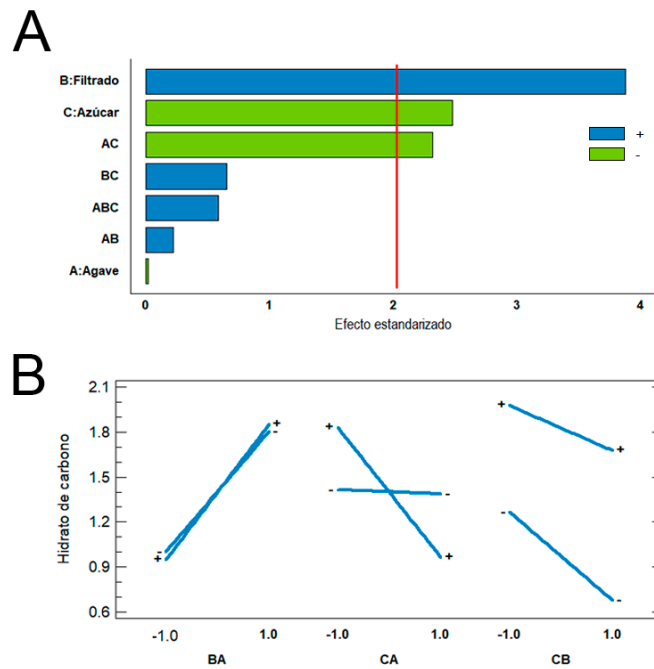 A
B:Filtrado
C:Azúcar
AC
BC
ABC
AB
A:Agave
+
-
0 1 2 3 4
Efecto estandarizado
B
Hidrato de carbono
2.1
1.8
1.5
1.2
0.9
0.6
+ + + +
- - - -
+ + - -
-1.0 1.0 -1.0 1.0 -1.0 1.0
BA CA CB